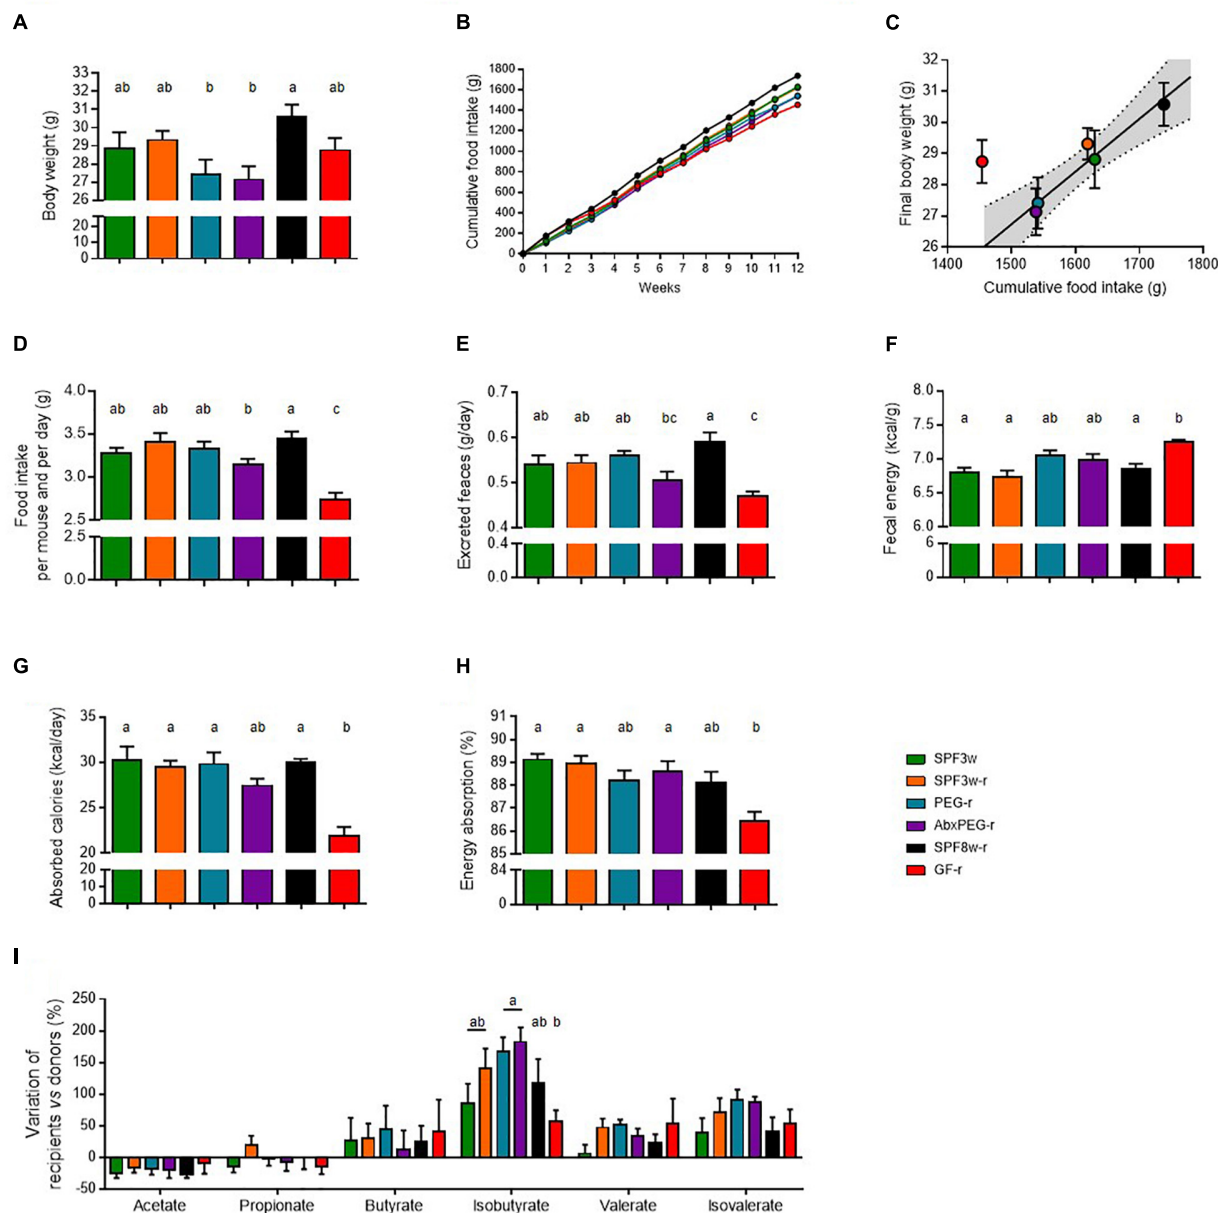 A
Body weight (g)
33
32
31
30
29
28
27
26
20
10
0
ab ab b b a ab
B
Cumulative food intake (g)
1800
1600
1400
1200
1000
800
600
400
200
0
0 1 2 3 4 5 6 7 8 9 10 11 12
Weeks
C
Final body weight (g)
32
31
30
29
28
27
26
1400 1500 1600 1700 1800
Cumulative food intake (g)
D
Food intake
per mouse and per day (g)
4.0
3.5
3.0
2.5
2.5
0.0
ab ab ab b a c
E
Excreted feaces (g/day)
0.7
0.6
0.5
0.4
0.4
0.0
ab ab ab bc a c
F
Fecal energy (kcal/g)
8.0
7.0
6.5
6.0
6
0
a a ab ab a b
G
Absorbed calories (kcal/day)
35
30
25
20
20
10
0
a a a ab a b
H
Energy absorption (%)
91
90
89
88
87
86
85
84
0
a a ab a ab b
SPF3w
SPF3w-r
PEG-r
AbxPEG-r
SPF8w-r
GF-r
I
Variation of
recipients vs donors (%)
250
200
150
100
50
0
-50
ab a ab b
Acetate Propionate Butyrate Isobutyrate Valerate Isovalerate